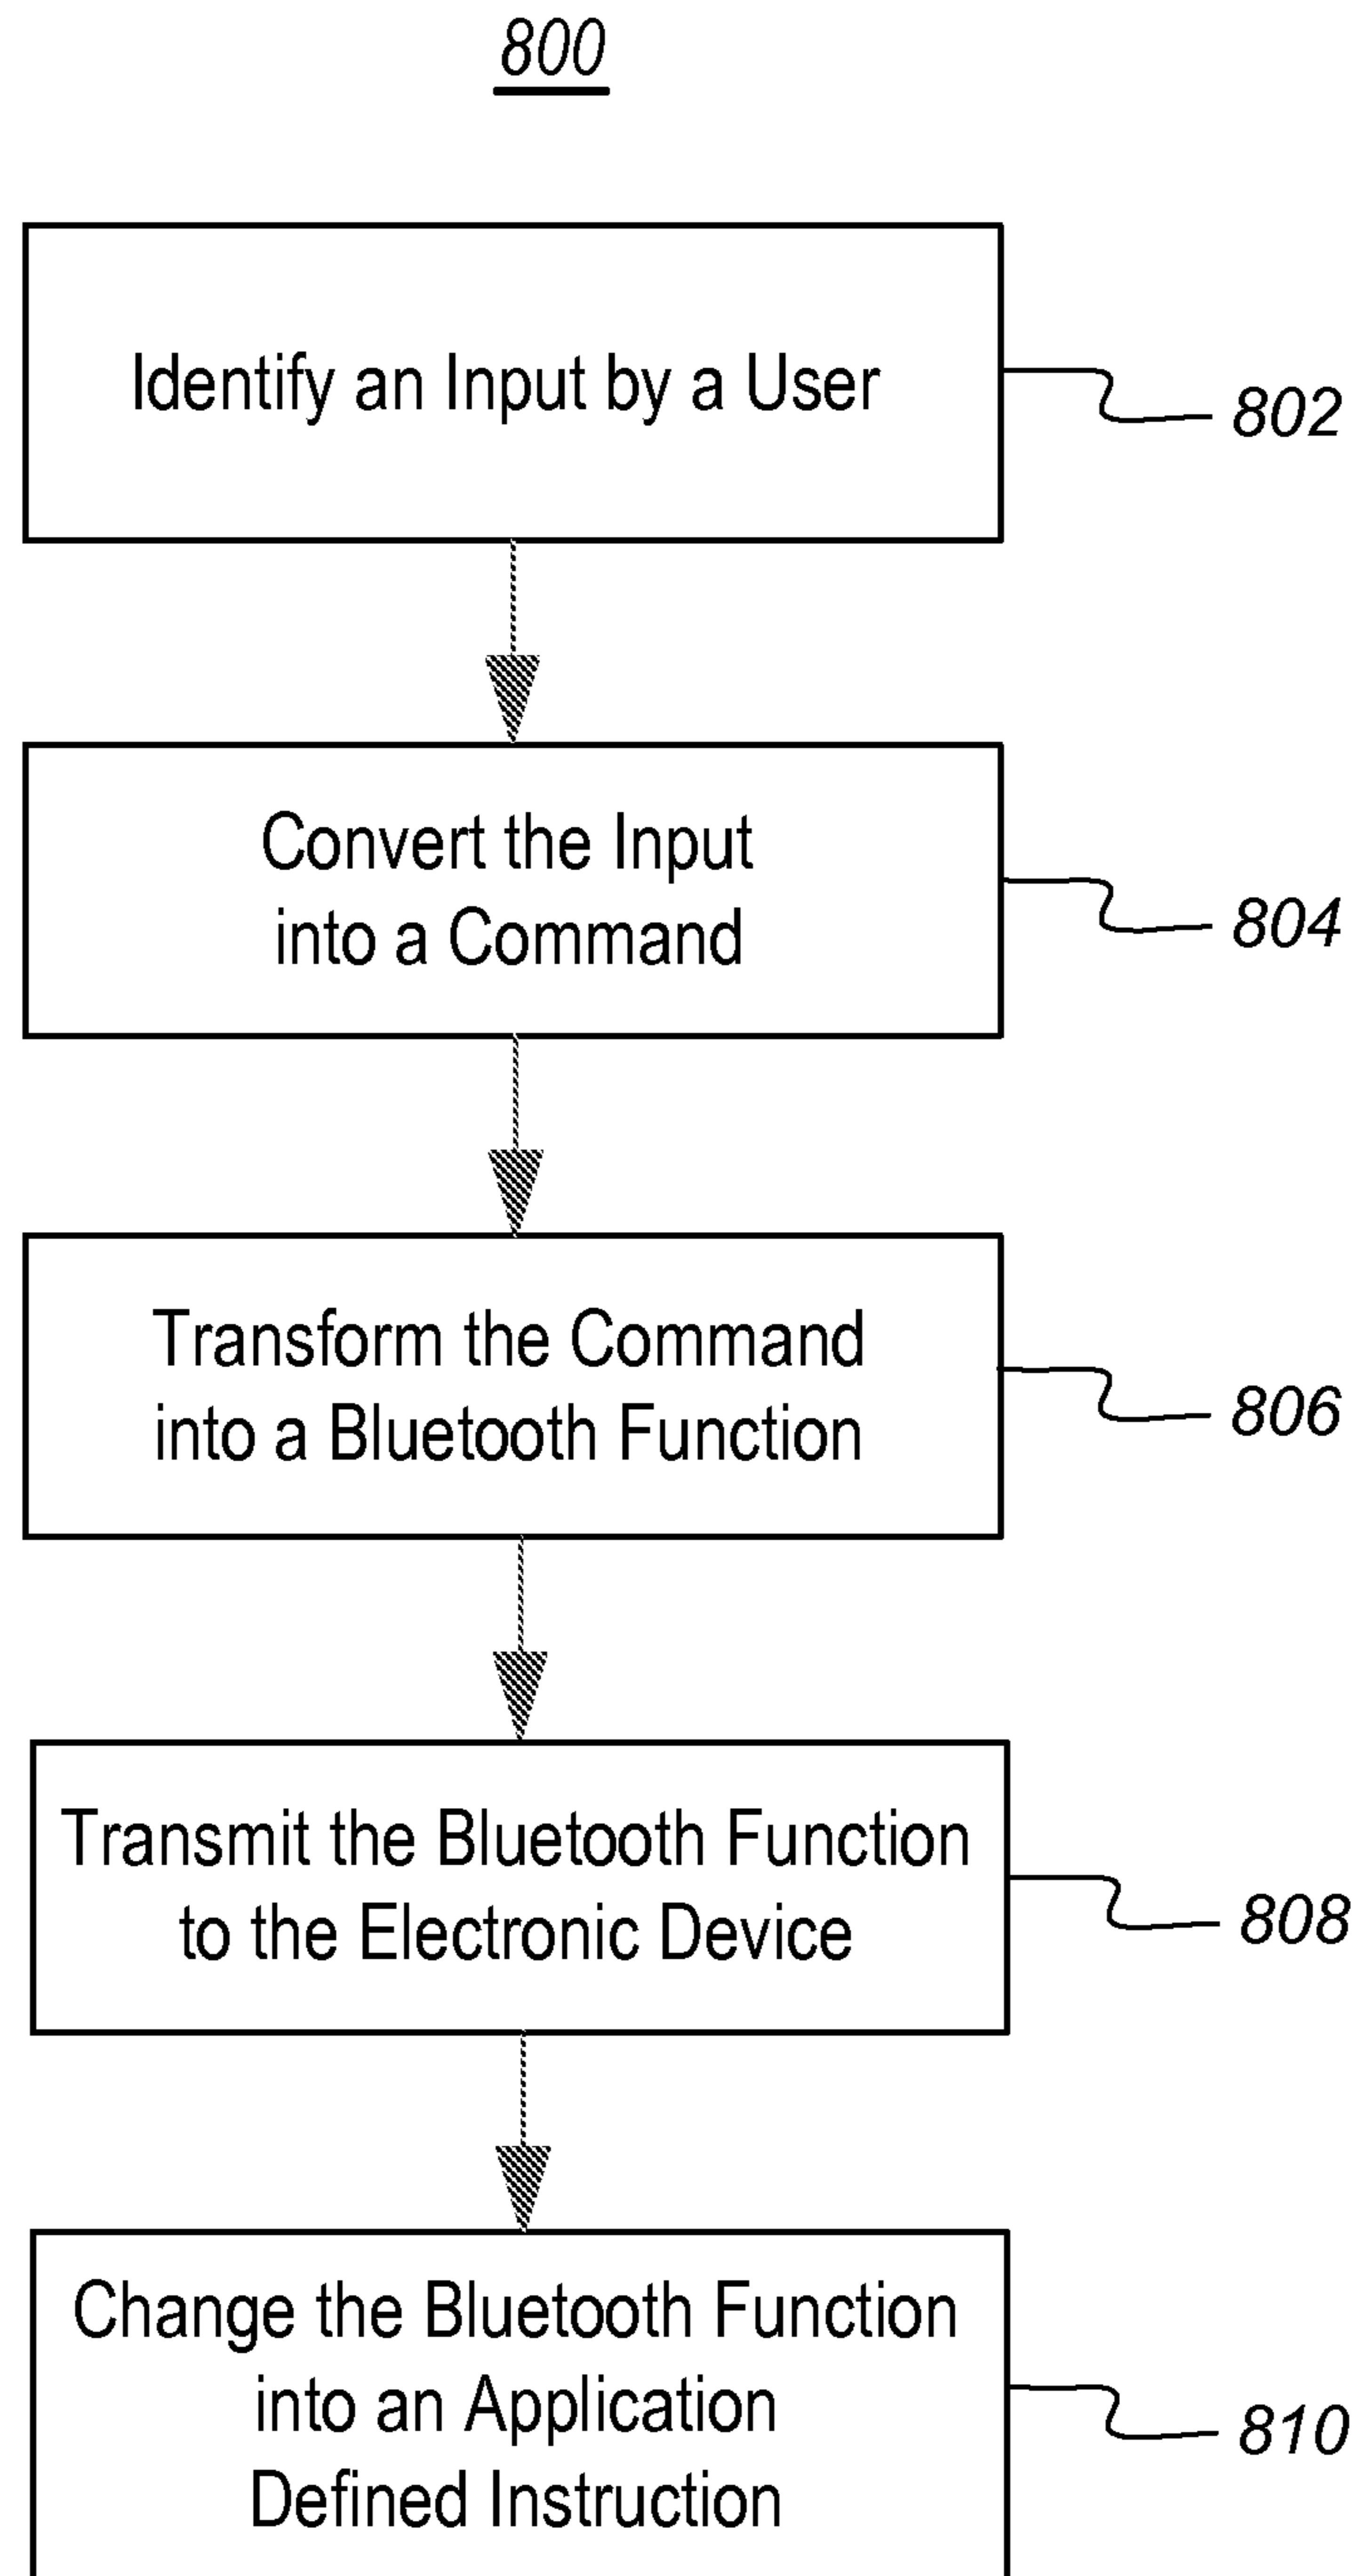 800
Identify an Input by a User
802
Convert the Input
into a Command
804
Transform the Command
into a Bluetooth Function
806
Transmit the Bluetooth Function
to the Electronic Device
808
Change the Bluetooth Function
into an Application
Defined Instruction
810